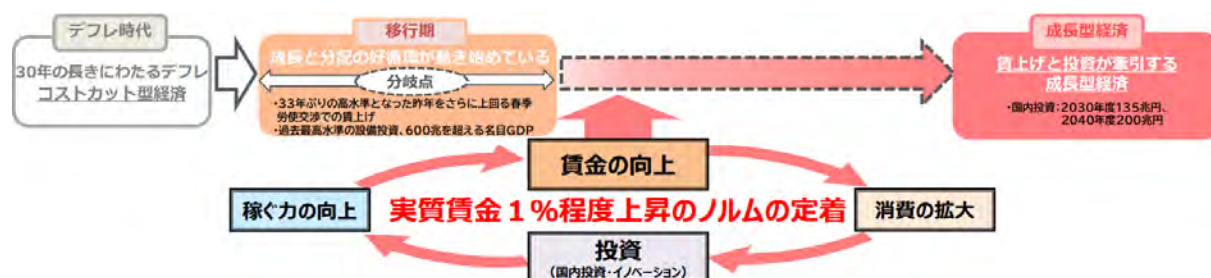 デフレ時代
30年の長きにわたるデフレ
コストカット型経済
移行期
成長と分配の好循環が動き始めている
分岐点
・33年ぶりの高水準となった昨年をさらに上回る春季
労使交渉での賃上げ
・過去最高水準の設備投資、600兆を超える名目GDP
成長型経済
賃上げと投資が牽引する
成長型経済
・国内投資:2030年度135兆円、
2040年度200兆円
賃金の向上
稼ぐ力の向上
実質賃金1%程度上昇のノルムの定着
消費の拡大
投資
(国内投資・イノベーション)